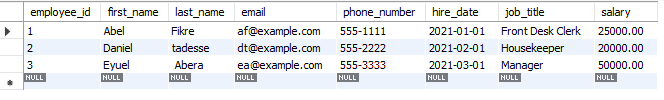 employee_id first_name last_name email phone_number hire_date job_title salary
1 Abel Fikre af@example.com 555-1111 2021-01-01 Front Desk Clerk 25000.00
2 Daniel tadesse dt@example.com 555-2222 2021-02-01 Housekeeper 20000.00
3 Eyuel Abera ea@example.com 555-3333 2021-03-01 Manager 50000.00
NULL NULL NULL NULL NULL NULL NULL NULL